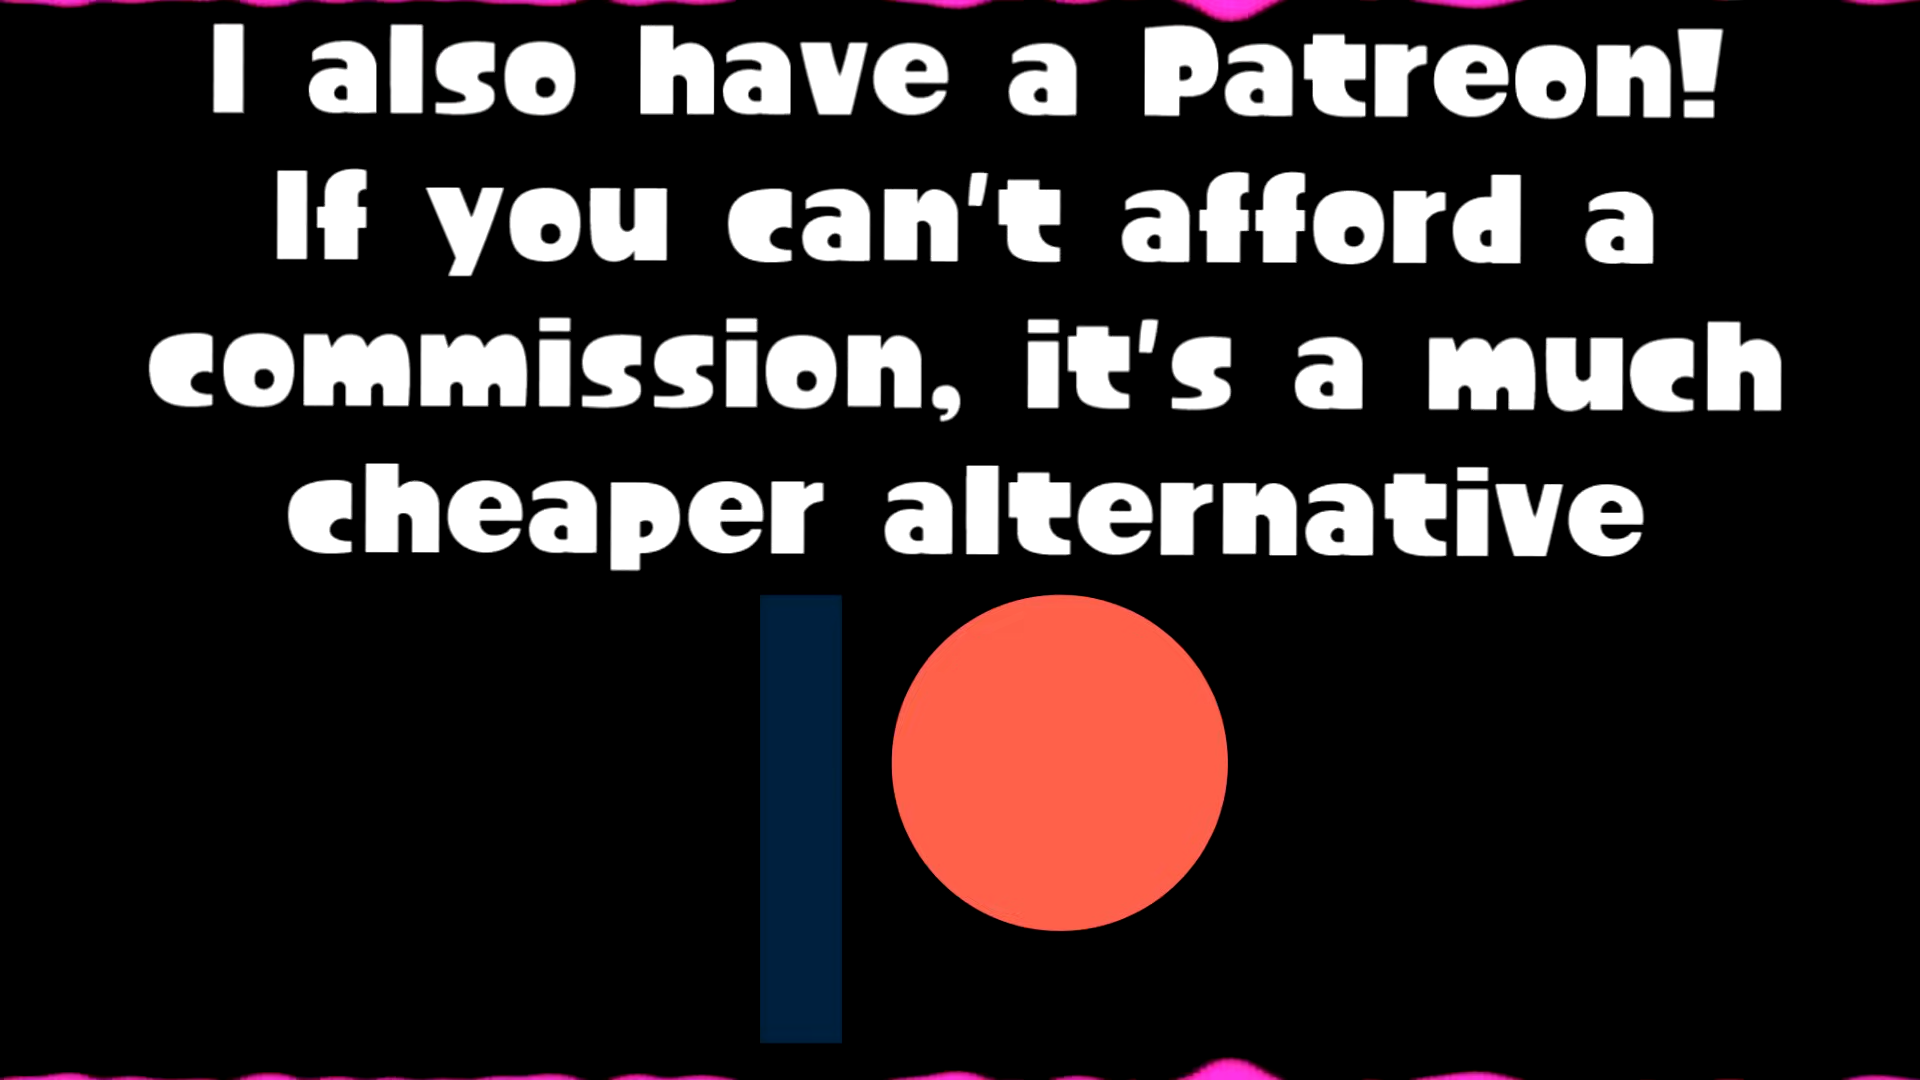 I also have a Patreon!
If you can't afford a
commission, it's a much
cheaper alternative